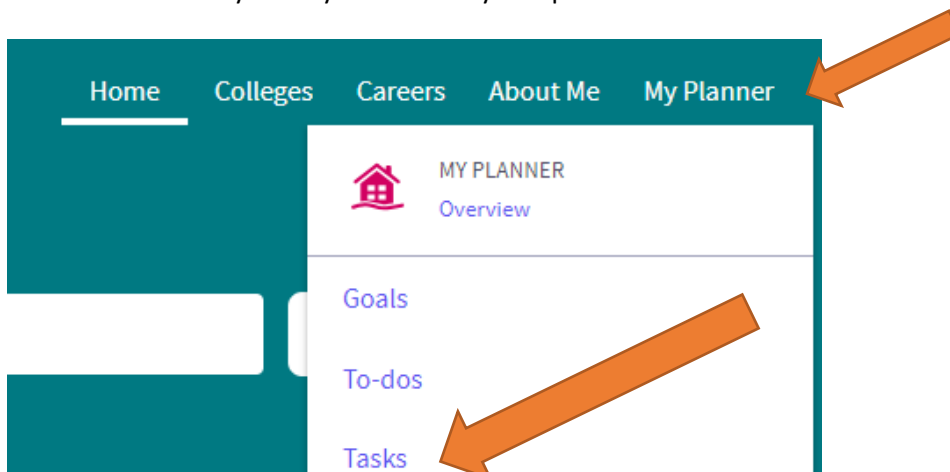 Home Colleges Careers About Me My Planner
MY PLANNER
Overview
Goals
To-dos
Tasks